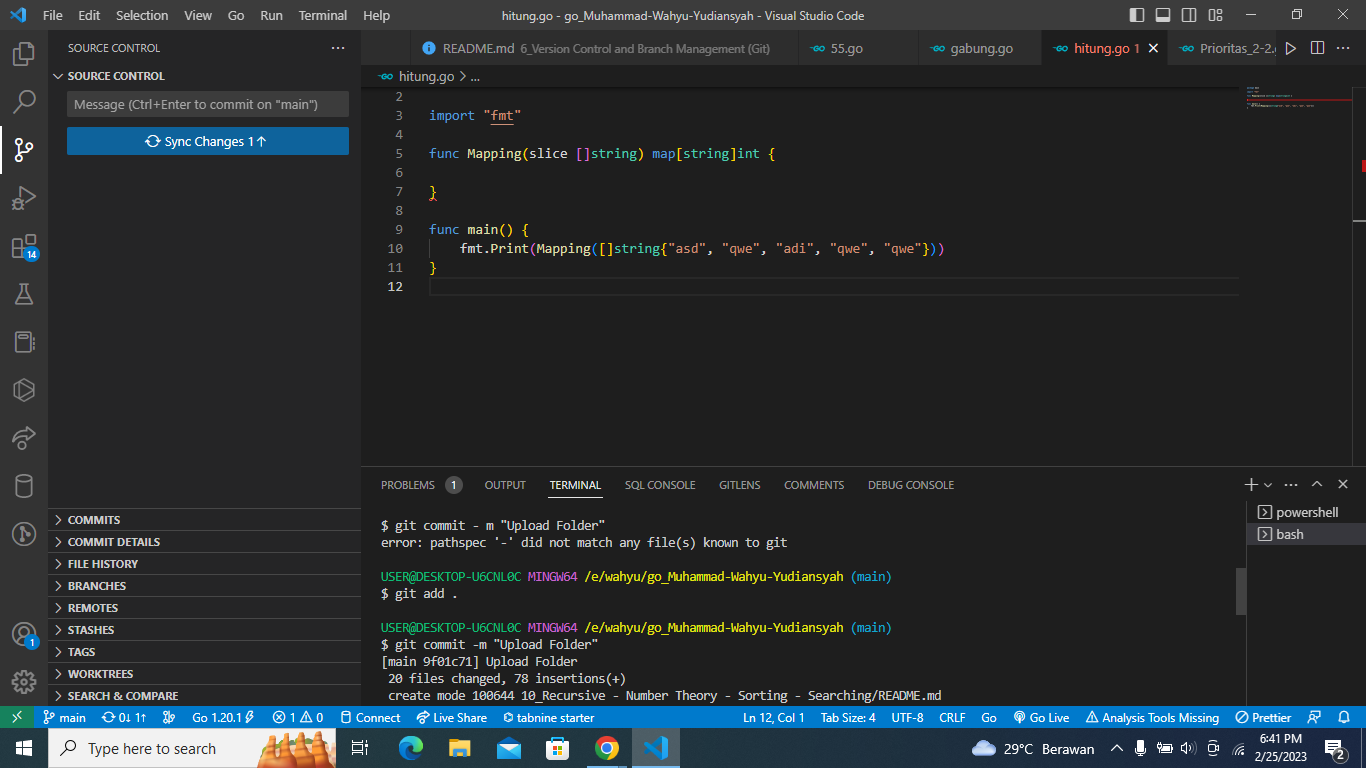 File Edit Selection View Go Run Terminal Help hitung.go - go_Muhammad-Wahyu-Yudiansyah - Visual Studio Code
SOURCE CONTROL
SOURCE CONTROL
Message (Ctrl+Enter to commit on "main")
Sync Changes 1↑
14
1
COMMITS
COMMIT DETAILS
FILE HISTORY
BRANCHES
REMOTES
STASHES
TAGS
WORKTREES
SEARCH & COMPARE
README.md 6_Version Control and Branch Management (Git) 55.go gabung.go hitung.go 1 Prioritas_2-2.
hitung.go > ...
2
3 import "fmt"
4
5 func Mapping(slice []string) map[string]int {
6
7 }
8
9 func main() {
10 fmt.Print(Mapping([]string{"asd", "qwe", "adi", "qwe", "qwe"}))
11 }
12
PROBLEMS 1 OUTPUT TERMINAL SQL CONSOLE GITLENS COMMENTS DEBUG CONSOLE
powershell
bash
$ git commit - m "Upload Folder"
error: pathspec '-' did not match any file(s) known to git
USER@DESKTOP-U6CNL0C MINGW64 /e/wahyu/go_Muhammad-Wahyu-Yudiansyah (main)
$ git add .
USER@DESKTOP-U6CNL0C MINGW64 /e/wahyu/go_Muhammad-Wahyu-Yudiansyah (main)
$ git commit -m "Upload Folder"
[main 9f01c71] Upload Folder
20 files changed, 78 insertions(+)
create mode 100644 10_Recursive - Number Theory - Sorting - Searching/README.md
main 0↓ 1↑ Go 1.20.1 1 0 Connect Live Share tabnine starter Ln 12, Col 1 Tab Size: 4 UTF-8 CRLF Go Go Live Analysis Tools Missing Prettier
Type here to search 29°C Berawan 6:41 PM
2/25/2023 2